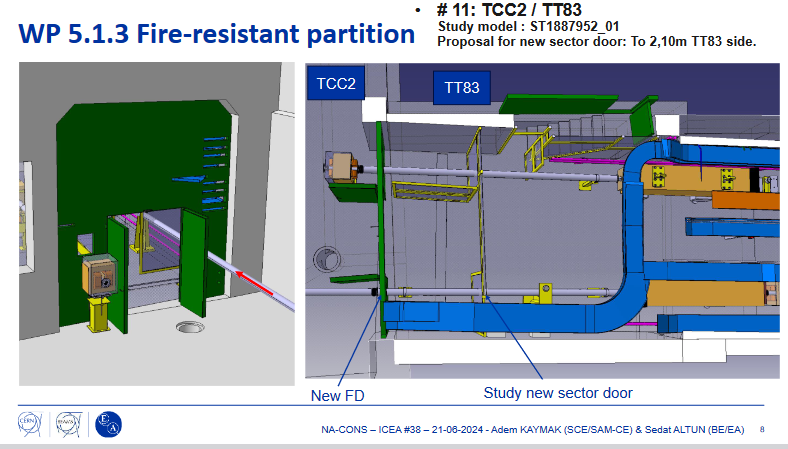 WP 5.1.3 Fire-resistant partition
• # 11: TCC2 / TT83
Study model : ST1887952_01
Proposal for new sector door: To 2,10m TT83 side.
TCC2
TT83
New FD
Study new sector door
CERN
BEAMS
E A
NA-CONS – ICEA #38 – 21-06-2024 - Adem KAYMAK (SCE/SAM-CE) & Sedat ALTUN (BE/EA)
8